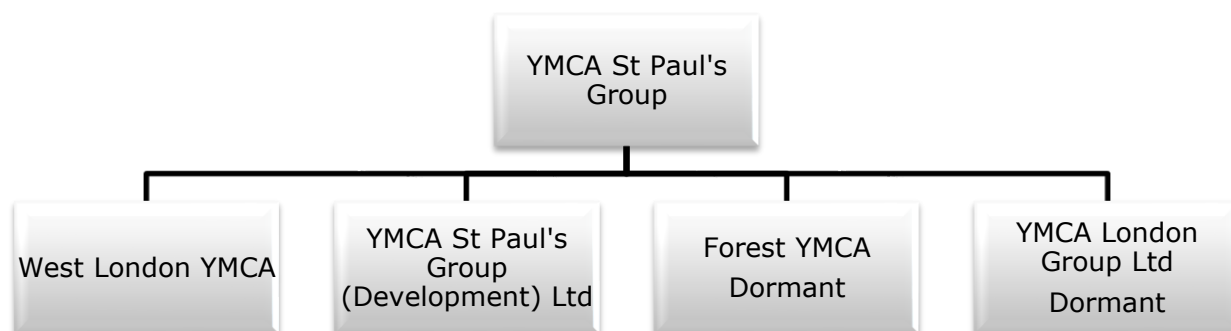 YMCA St Paul's
Group
West London YMCA
YMCA St Paul's
Group
(Development) Ltd
Forest YMCA
Dormant
YMCA London
Group Ltd
Dormant